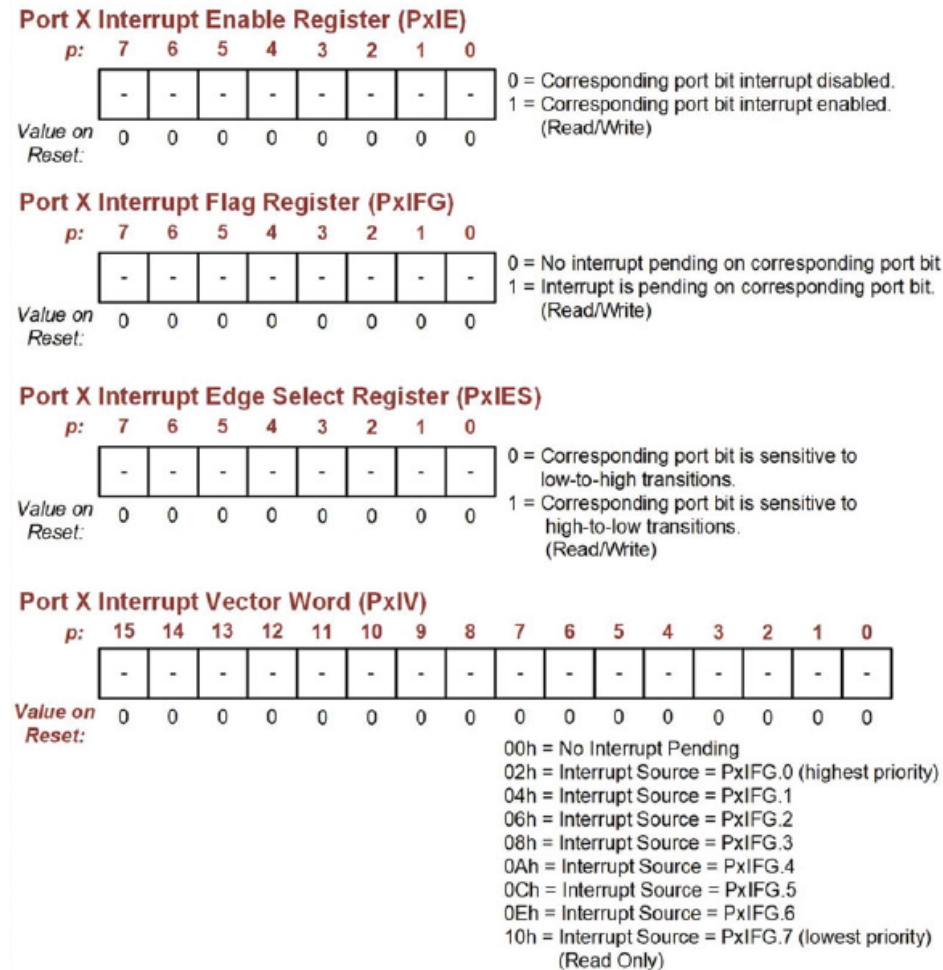 Port X Interrupt Enable Register (PxIE)
p: 7 6 5 4 3 2 1 0
- - - - - - - -
0 = Corresponding port bit interrupt disabled.
1 = Corresponding port bit interrupt enabled.
(Read/Write)
Value on Reset: 0 0 0 0 0 0 0 0
Port X Interrupt Flag Register (PxIFG)
p: 7 6 5 4 3 2 1 0
- - - - - - - -
0 = No interrupt pending on corresponding port bit
1 = Interrupt is pending on corresponding port bit.
(Read/Write)
Value on Reset: 0 0 0 0 0 0 0 0
Port X Interrupt Edge Select Register (PxIES)
p: 7 6 5 4 3 2 1 0
- - - - - - - -
0 = Corresponding port bit is sensitive to
low-to-high transitions.
1 = Corresponding port bit is sensitive to
high-to-low transitions.
(Read/Write)
Value on Reset: 0 0 0 0 0 0 0 0
Port X Interrupt Vector Word (PxIV)
p: 15 14 13 12 11 10 9 8 7 6 5 4 3 2 1 0
- - - - - - - - - - - - - - - -
Value on Reset: 0 0 0 0 0 0 0 0 0 0 0 0 0 0 0 0
00h = No Interrupt Pending
02h = Interrupt Source = PxIFG.0 (highest priority)
04h = Interrupt Source = PxIFG.1
06h = Interrupt Source = PxIFG.2
08h = Interrupt Source = PxIFG.3
0Ah = Interrupt Source = PxIFG.4
0Ch = Interrupt Source = PxIFG.5
0Eh = Interrupt Source = PxIFG.6
10h = Interrupt Source = PxIFG.7 (lowest priority)
(Read Only)